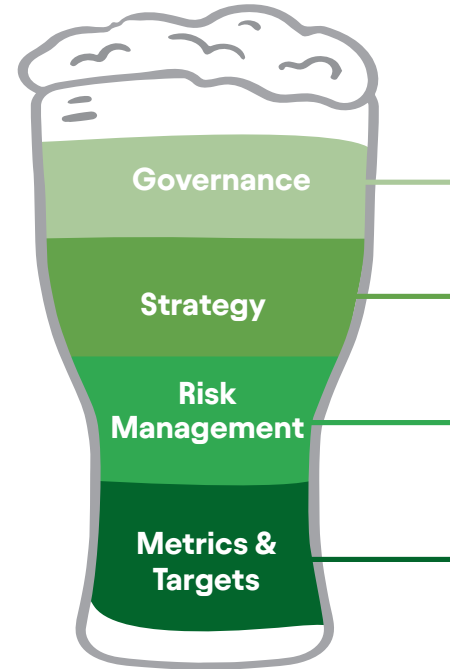 Governance
Strategy
Risk
Management
Metrics &
Targets